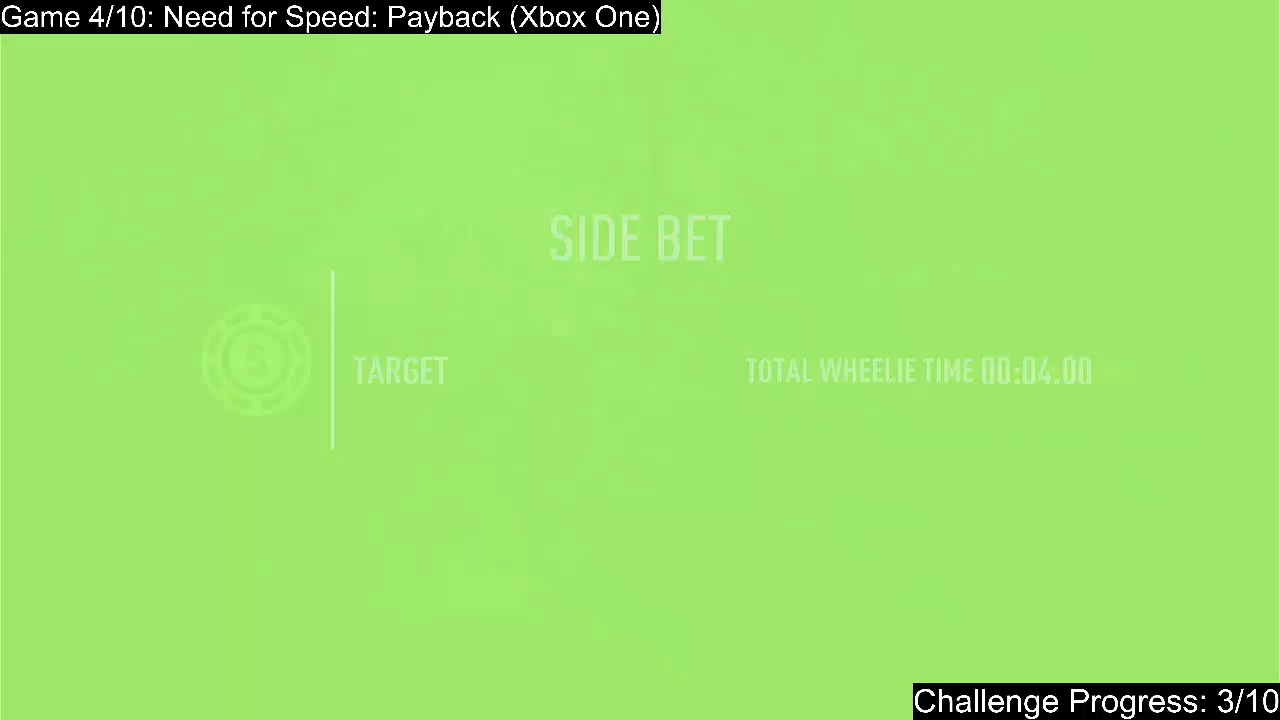 Game 4/10: Need for Speed: Payback (Xbox One)
SIDE BET
S
TARGET
TOTAL WHEELIE TIME 00:04.00
Challenge Progress: 3/10